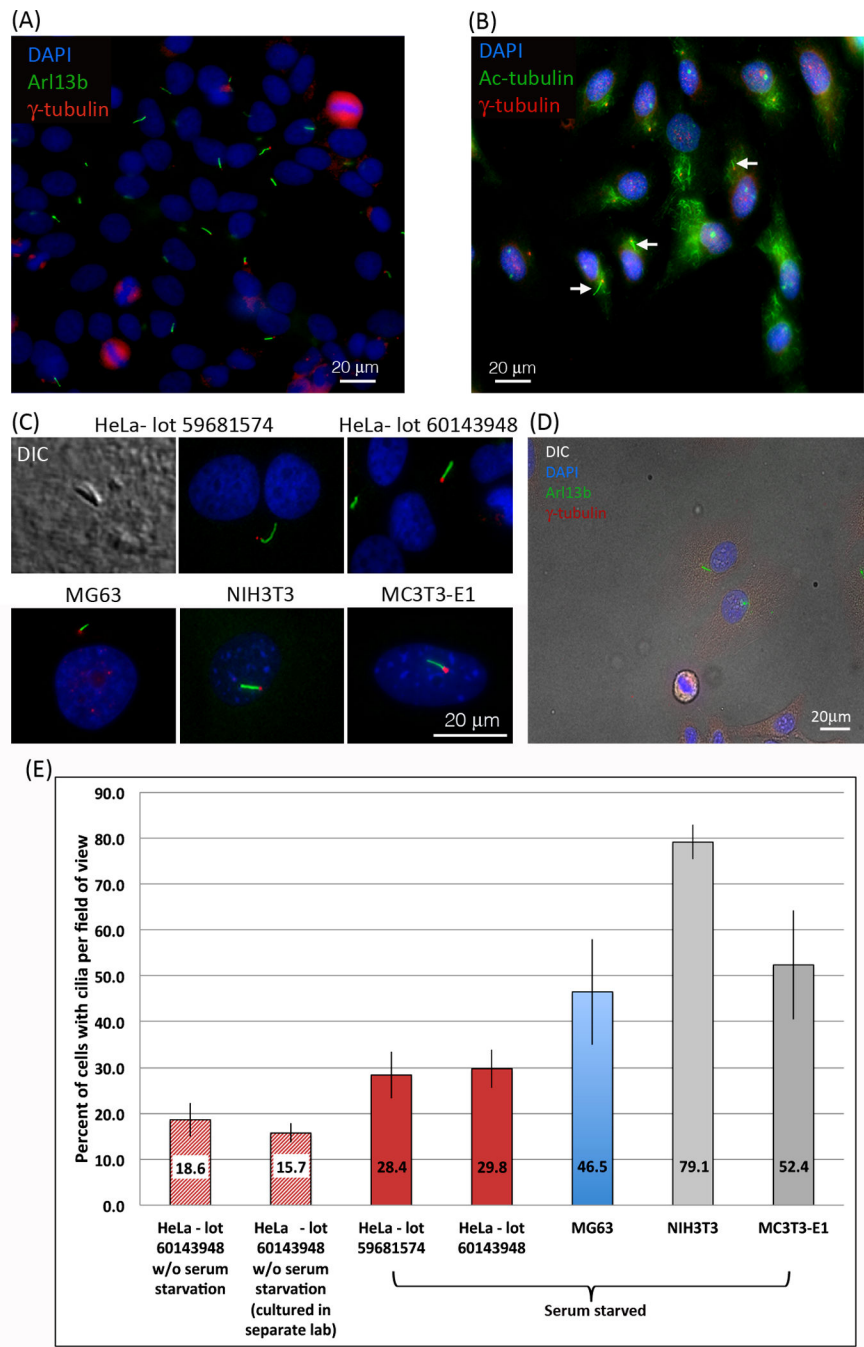 (A)
DAPI
Arl13b
γ-tubulin
20 μm
(B)
DAPI
Ac-tubulin
γ-tubulin
20 μm
(C)
HeLa- lot 59681574
HeLa- lot 60143948
DIC
MG63
NIH3T3
MC3T3-E1
20 μm
(D)
DIC
DAPI
Arl13b
γ-tubulin
20μm
(E)
Percent of cells with cilia per field of view
90.0
80.0
70.0
60.0
50.0
40.0
30.0
20.0
10.0
0.0
18.6
15.7
28.4
29.8
46.5
79.1
52.4
HeLa - lot
60143948
w/o serum
starvation
HeLa - lot
60143948
w/o serum
starvation
(cultured in
separate lab)
HeLa - lot
59681574
HeLa - lot
60143948
MG63
NIH3T3
MC3T3-E1
Serum starved